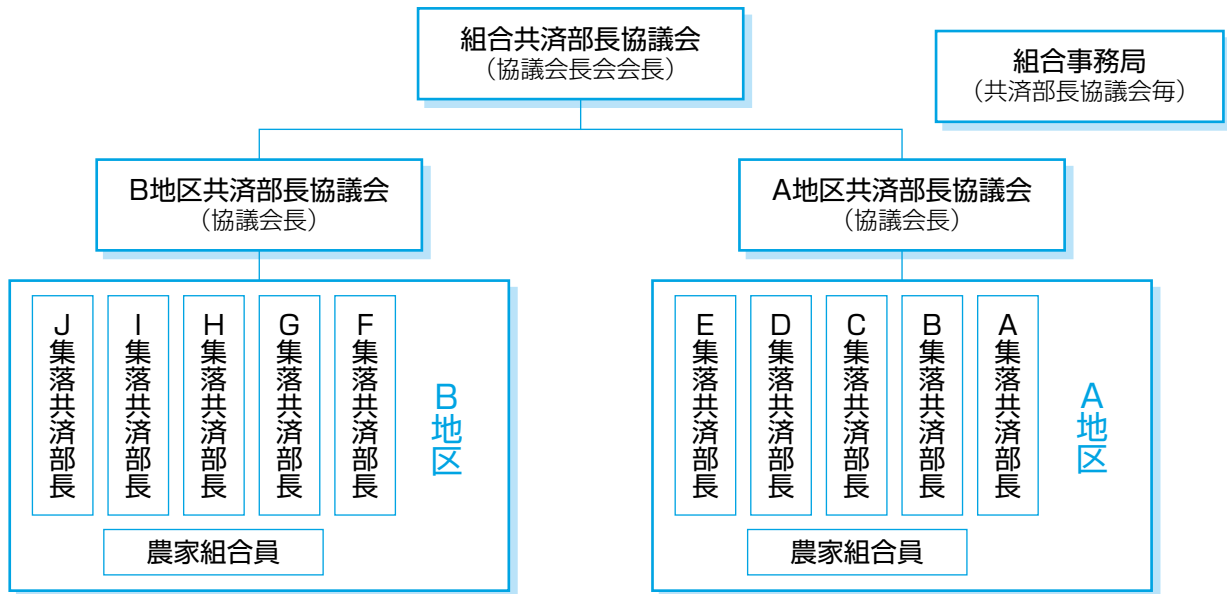 組合共済部長協議会
（協議会長会会長）
組合事務局
（共済部長協議会毎）
B地区共済部長協議会
（協議会長）
A地区共済部長協議会
（協議会長）
J集落共済部長
I集落共済部長
H集落共済部長
G集落共済部長
F集落共済部長
B地区
農家組合員
E集落共済部長
D集落共済部長
C集落共済部長
B集落共済部長
A集落共済部長
A地区
農家組合員